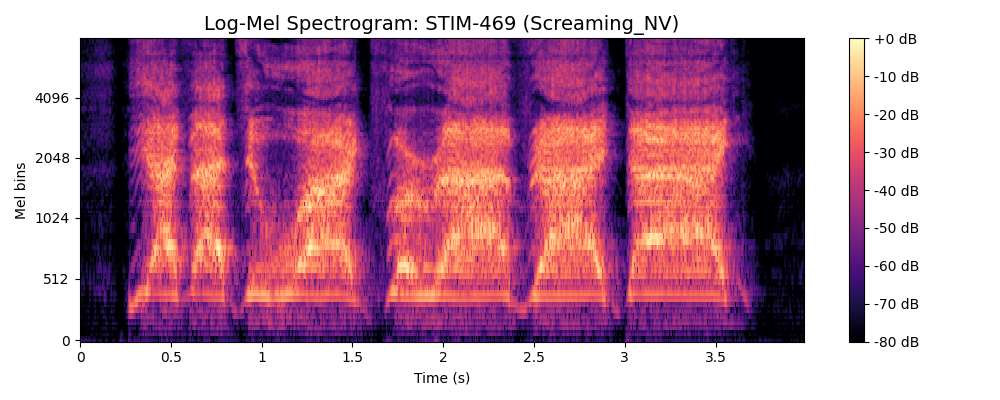 Log-Mel Spectrogram: STIM-469 (Screaming_NV)
Mel bins
4096
2048
1024
512
0
0 0.5 1 1.5 2 2.5 3 3.5
Time (s)
+0 dB
-10 dB
-20 dB
-30 dB
-40 dB
-50 dB
-60 dB
-70 dB
-80 dB